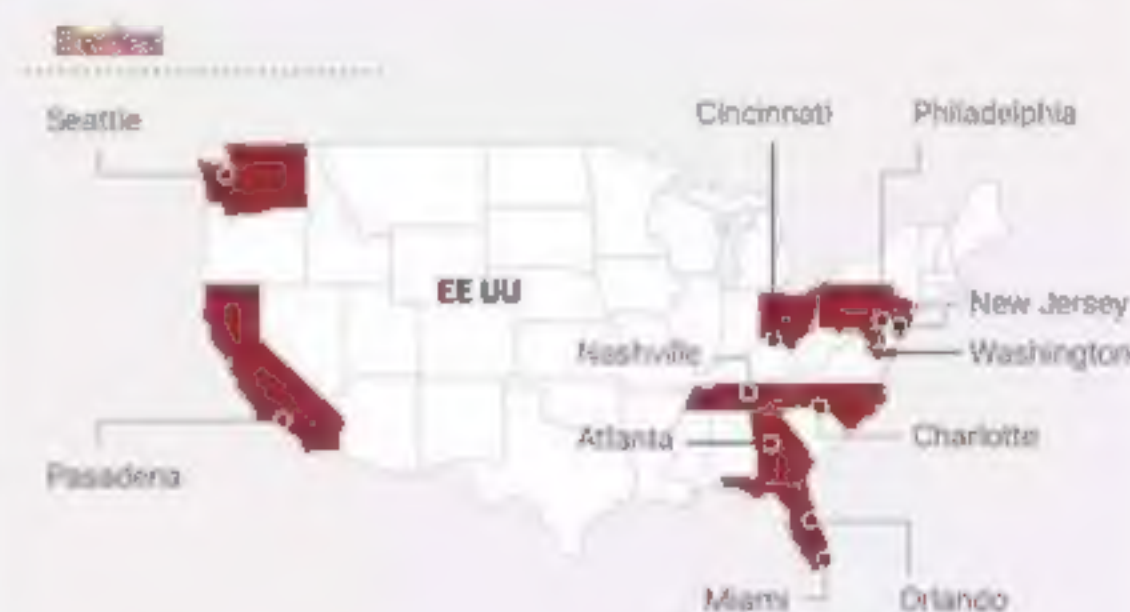 Seattle
Cincinnati
Philadelphia
EE UU
New Jersey
Nashville
Washington
Atlanta
Charlotte
Pasadena
Miami
Orlando